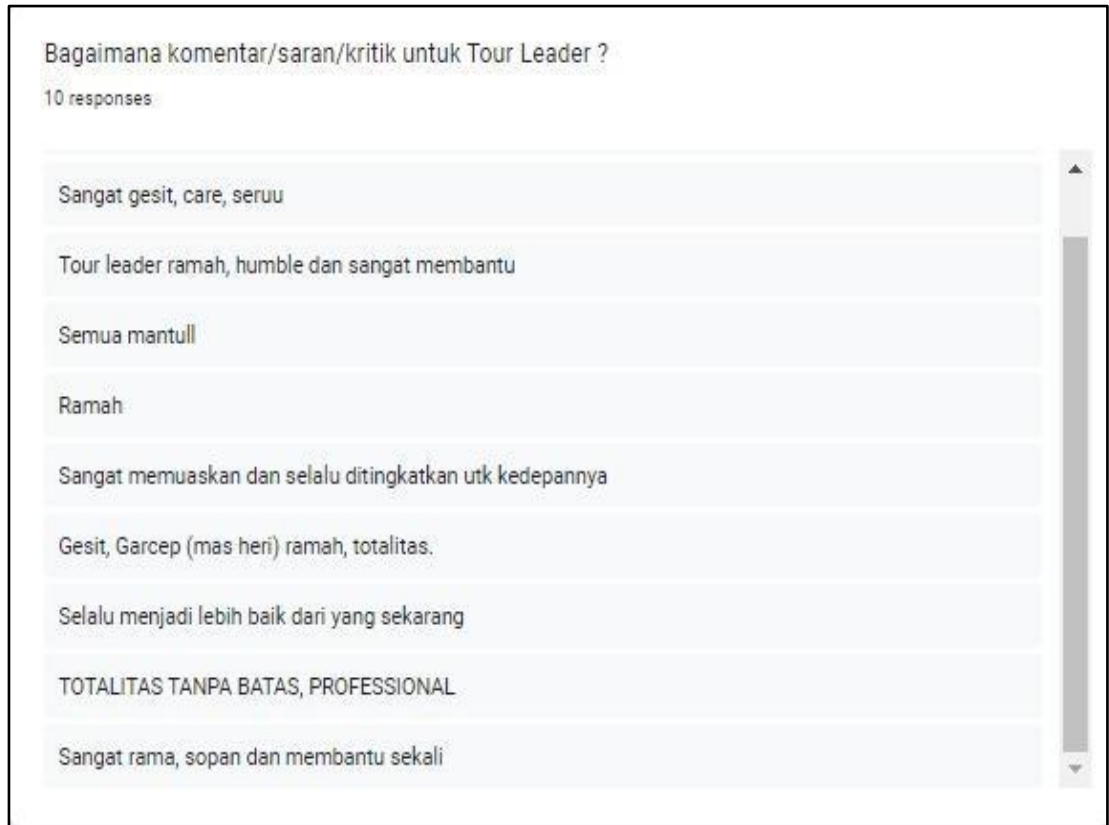 Bagaimana komentar/saran/kritik untuk Tour Leader ?
10 responses
Sangat gesit, care, seruu
Tour leader ramah, humble dan sangat membantu
Semua mantull
Ramah
Sangat memuaskan dan selalu ditingkatkan utk kedepannya
Gesit, Garcep (mas heri) ramah, totalitas.
Selalu menjadi lebih baik dari yang sekarang
TOTALITAS TANPA BATAS, PROFESSIONAL
Sangat rama, sopan dan membantu sekali